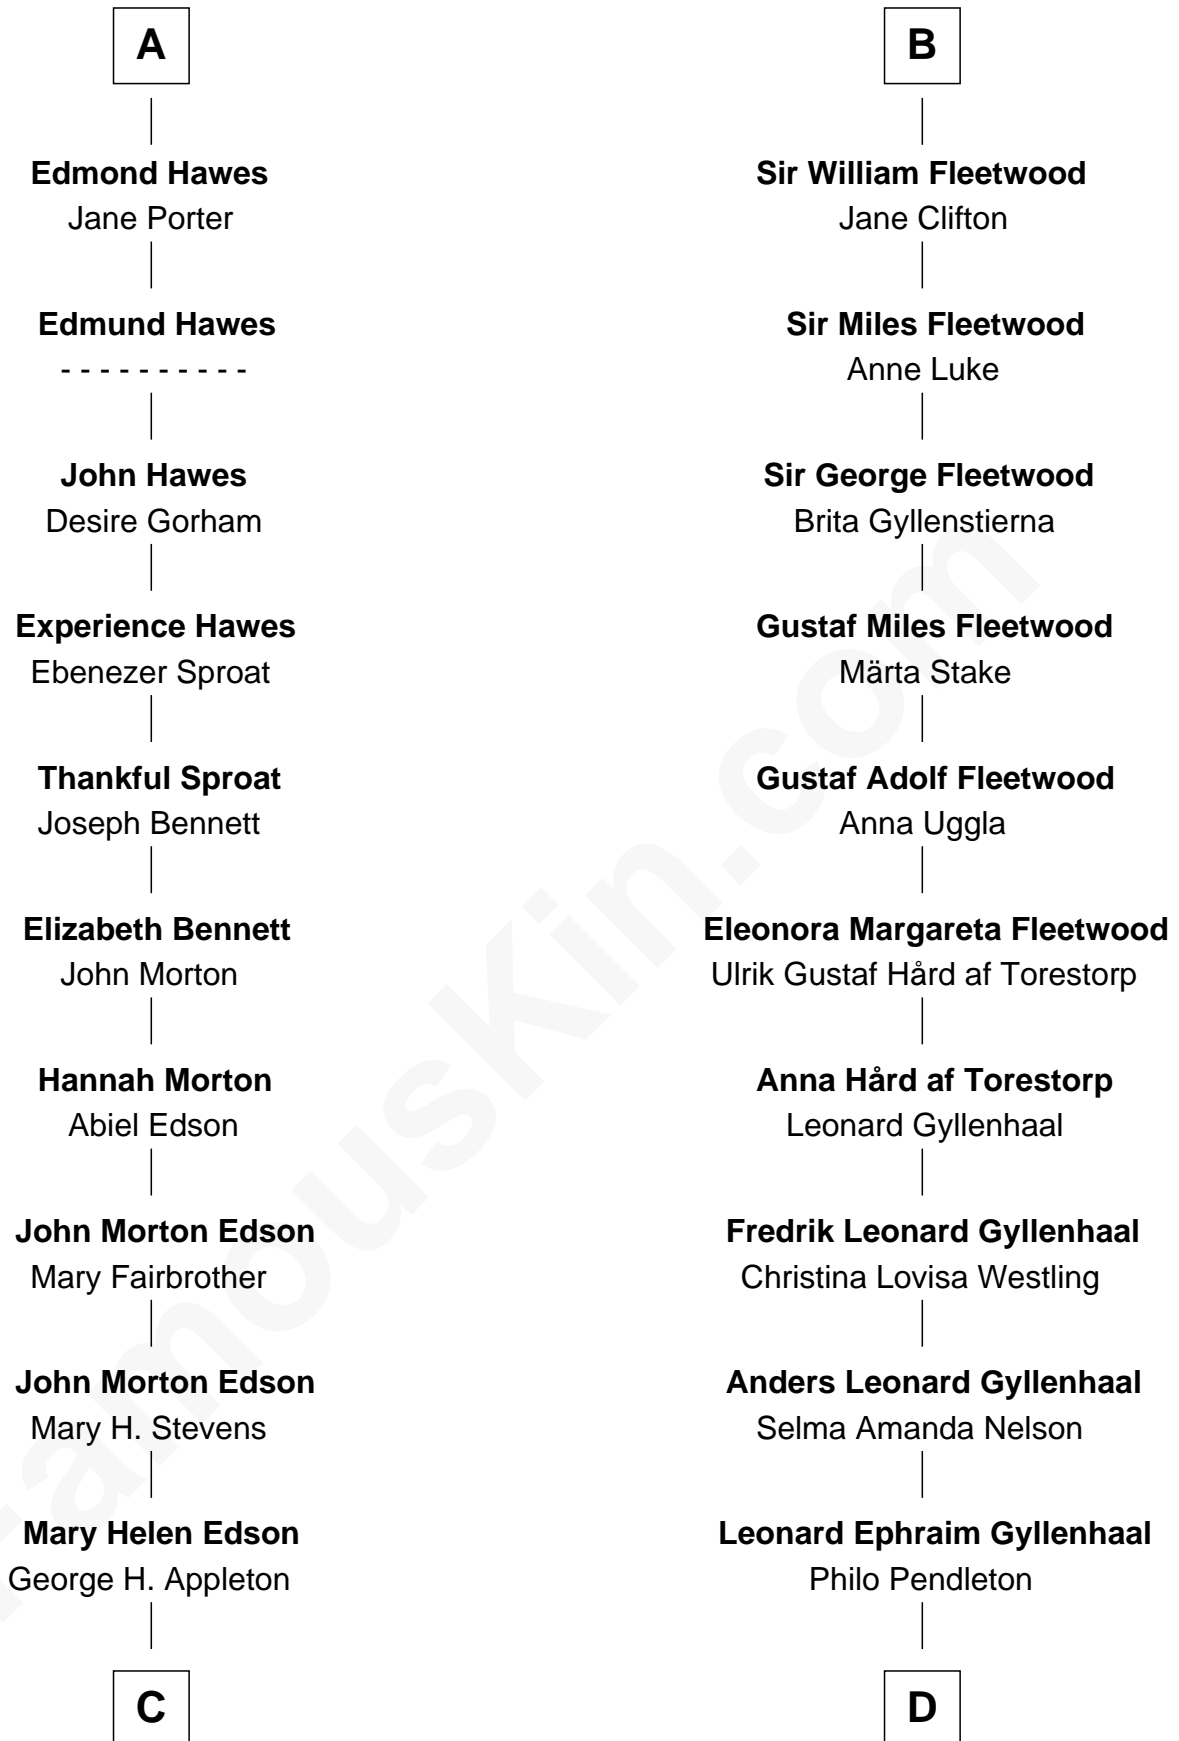 A
Edmond Hawes
Jane Porter
Edmund Hawes
- - - - - - - - - -
John Hawes
Desire Gorham
Experience Hawes
Ebenezer Sproat
Thankful Sproat
Joseph Bennett
Elizabeth Bennett
John Morton
Hannah Morton
Abiel Edson
John Morton Edson
Mary Fairbrother
John Morton Edson
Mary H. Stevens
Mary Helen Edson
George H. Appleton
C
B
Sir William Fleetwood
Jane Clifton
Sir Miles Fleetwood
Anne Luke
Sir George Fleetwood
Brita Gyllenstierna
Gustaf Miles Fleetwood
Märta Stake
Gustaf Adolf Fleetwood
Anna Uggla
Eleonora Margareta Fleetwood
Ulrik Gustaf Hård af Torestorp
Anna Hård af Torestorp
Leonard Gyllenhaal
Fredrik Leonard Gyllenhaal
Christina Lovisa Westling
Anders Leonard Gyllenhaal
Selma Amanda Nelson
Leonard Ephraim Gyllenhaal
Philo Pendleton
D
FamousKin.com